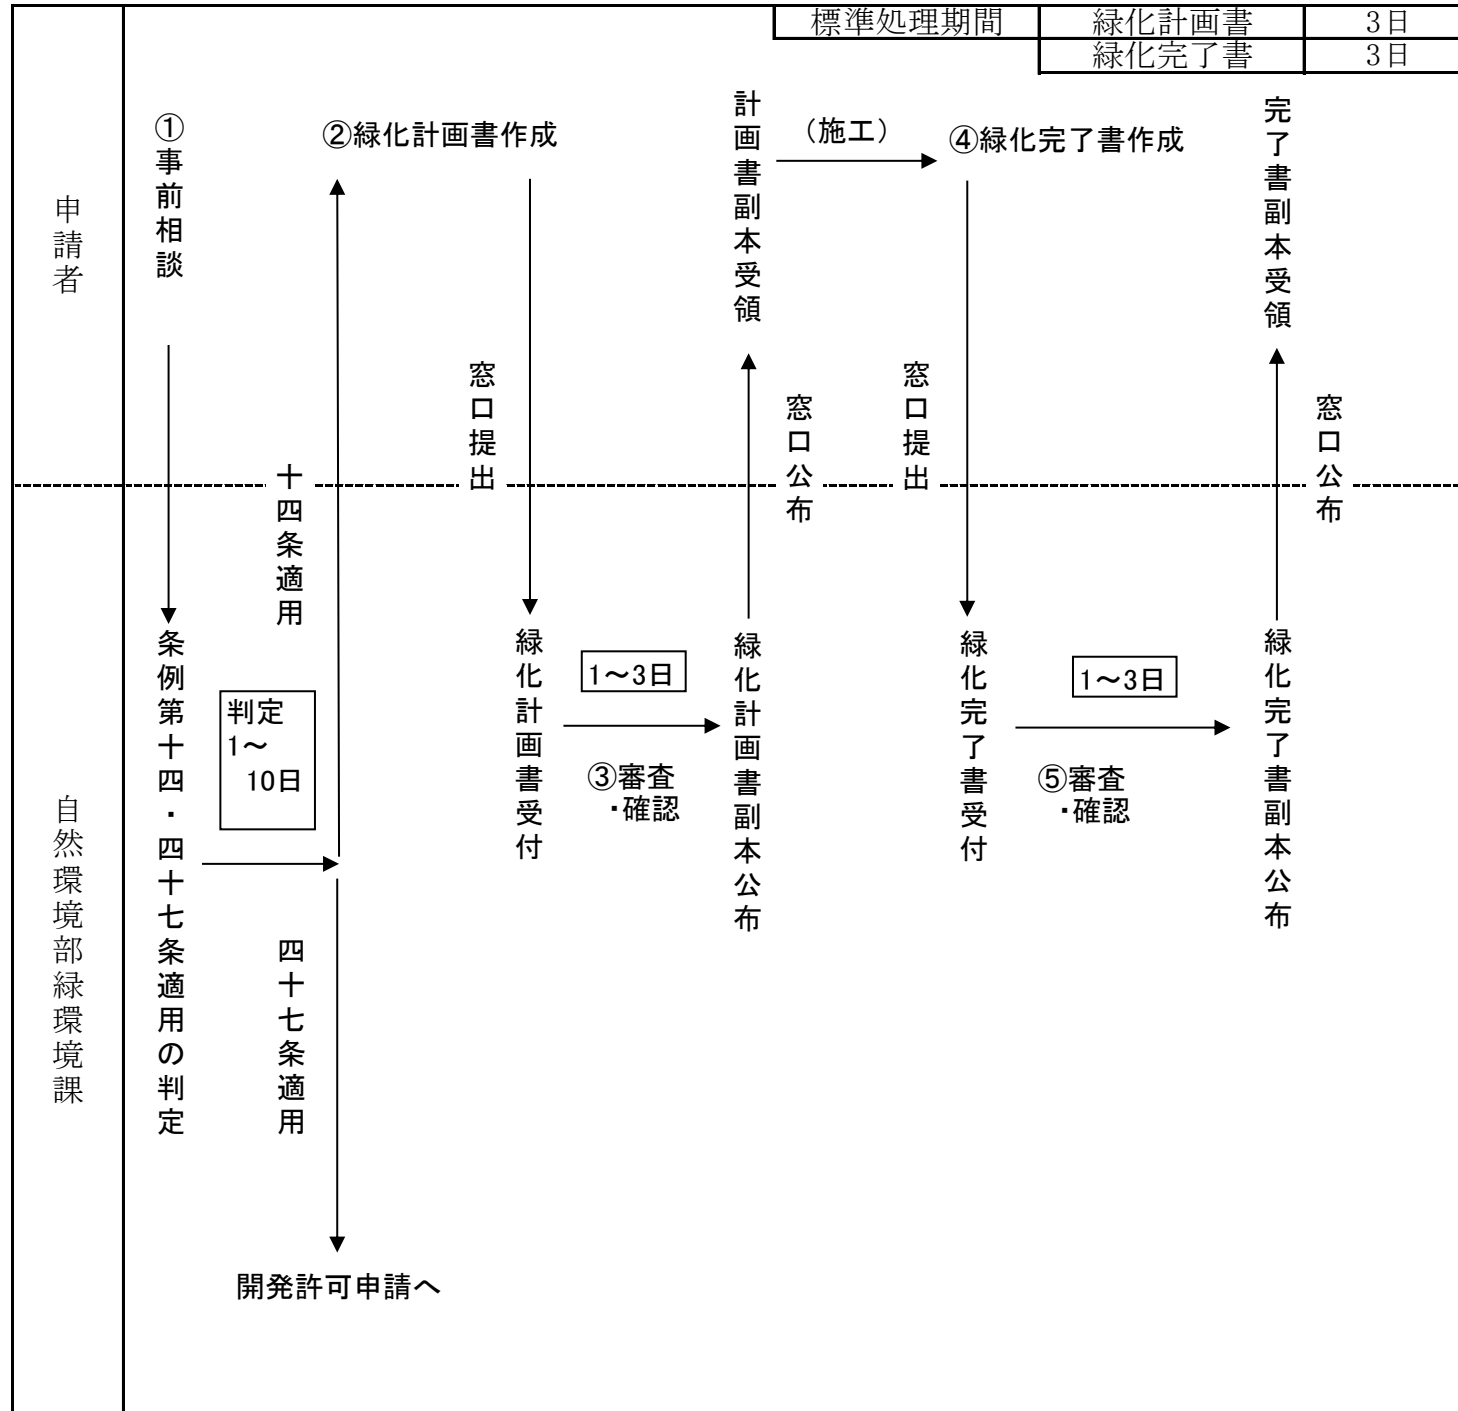 標準処理期間 緑化計画書 3日
緑化完了書 3日
申請者
①事前相談
②緑化計画書作成
計画書副本受領
（施工）
④緑化完了書作成
完了書副本受領
窓口提出
窓口公布
窓口提出
窓口公布
十四条適用
自然環境部緑環境課
条例第十四・四十七条適用の判定
判定
1～
10日
緑化計画書受付
1～3日
③審査
・確認
緑化計画書副本公布
緑化完了書受付
1～3日
⑤審査
・確認
緑化完了書副本公布
四十七条適用
開発許可申請へ